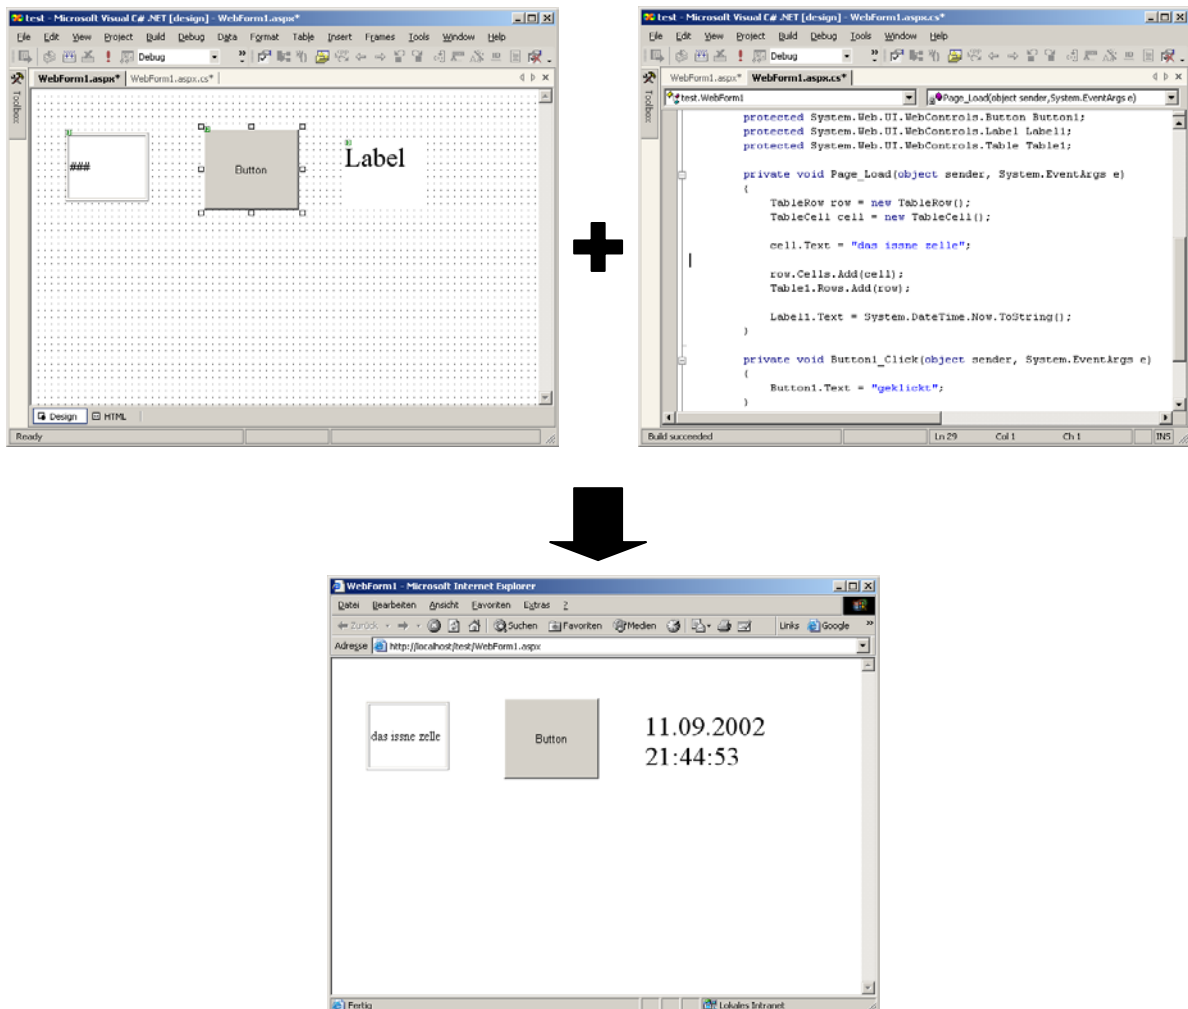 test - Microsoft Visual C# .NET [design] - WebForm1.aspx*
File Edit View Project Build Debug Data Format Table Insert Frames Tools Window Help
Debug
WebForm1.aspx* WebForm1.aspx.cs*
Toolbox
###
Button
Label
Design HTML
Ready
test - Microsoft Visual C# .NET [design] - WebForm1.aspx.cs*
File Edit View Project Build Debug Tools Window Help
Debug
WebForm1.aspx* WebForm1.aspx.cs*
Toolbox
test.WebForm1 Page_Load(object sender,System.EventArgs e)
protected System.Web.UI.WebControls.Button Button1;
protected System.Web.UI.WebControls.Label Label1;
protected System.Web.UI.WebControls.Table Table1;
private void Page_Load(object sender, System.EventArgs e)
{
TableRow row = new TableRow();
TableCell cell = new TableCell();
cell.Text = "das issne zelle";
row.Cells.Add(cell);
Table1.Rows.Add(row);
Label1.Text = System.DateTime.Now.ToString();
}
private void Button1_Click(object sender, System.EventArgs e)
{
Button1.Text = "geklickt";
}
Build succeeded Ln 29 Col 1 Ch 1 INS
WebForm1 - Microsoft Internet Explorer
Datei Bearbeiten Ansicht Favoriten Extras ?
Zurück Suchen Favoriten Medien Links Google
Adresse http://localhost/test/WebForm1.aspx
das issne zelle
Button
11.09.2002
21:44:53
Fertig Lokales Intranet